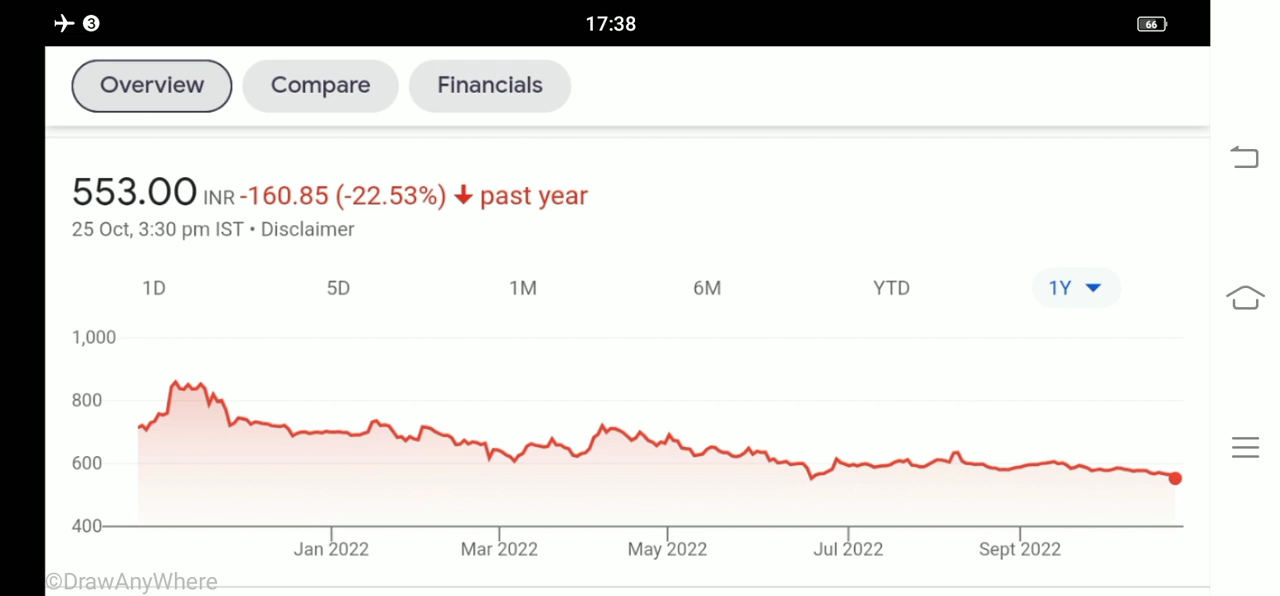 3 17:38 66
Overview Compare Financials
553.00 INR -160.85 (-22.53%) ↓ past year
25 Oct, 3:30 pm IST • Disclaimer
1D 5D 1M 6M YTD 1Y
1,000
800
600
400
Jan 2022 Mar 2022 May 2022 Jul 2022 Sept 2022
©DrawAnyWhere